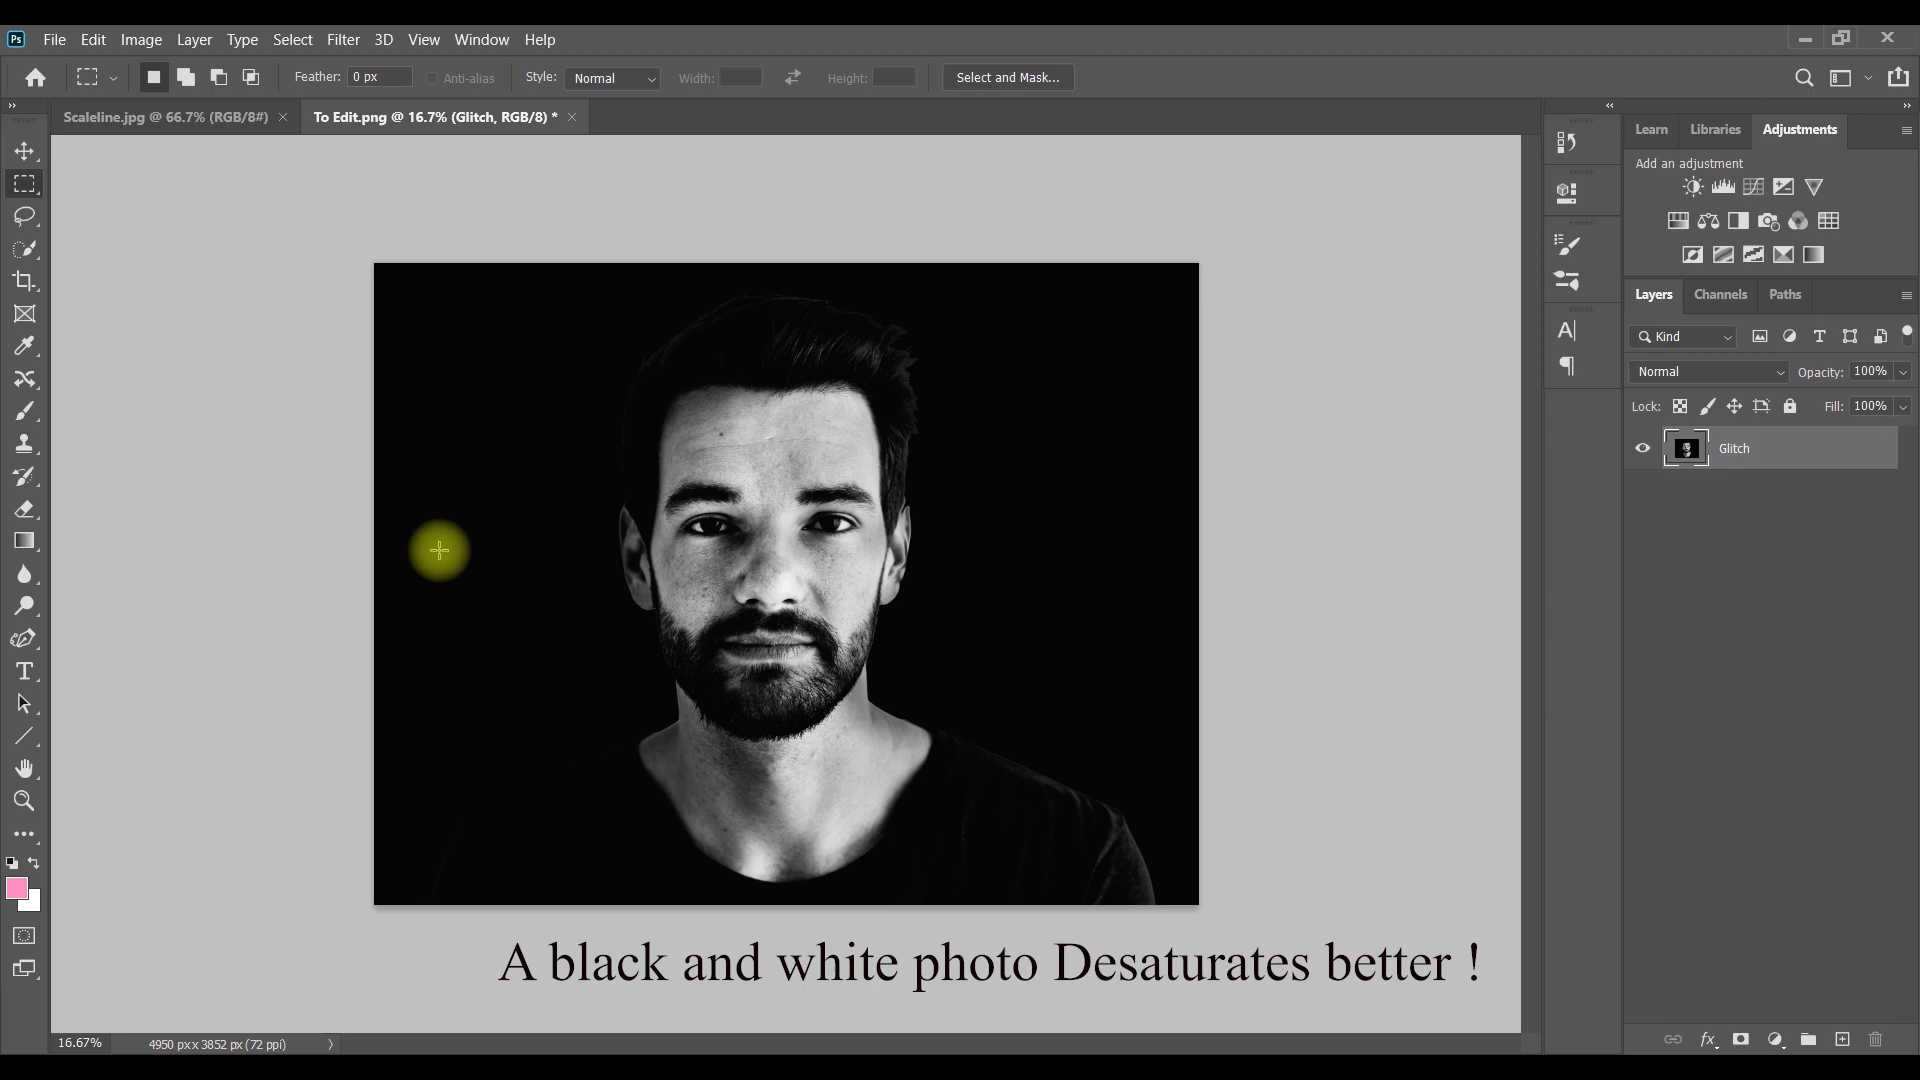 Ps File Edit Image Layer Type Select Filter 3D View Window Help
Feather: 0 px Anti-alias Style: Normal Width: Height: Select and Mask...
Scaleline.jpg @ 66.7% (RGB/8#) To Edit.png @ 16.7% (Glitch, RGB/8) *
Learn Libraries Adjustments
Add an adjustment
Layers Channels Paths
Kind
Normal Opacity: 100%
Lock: Fill: 100%
Glitch
A black and white photo Desaturates better !
16.67% 4950 px x 3852 px (72 ppi)